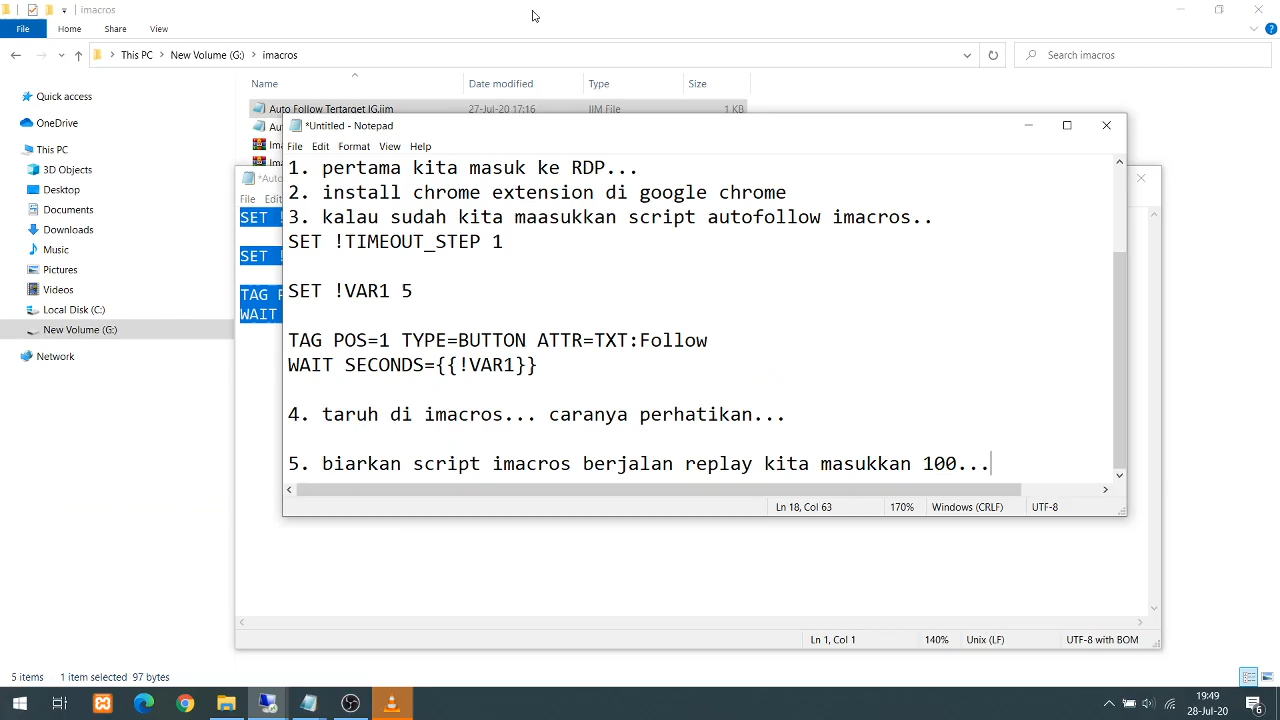 imacros
File
Home
Share
View
This PC
New Volume (G:)
imacros
Search imacros
Name
Date modified
Type
Size
Quick access
OneDrive
This PC
3D Objects
Desktop
Documents
Downloads
Music
Pictures
Videos
Local Disk (C:)
New Volume (G:)
Network
Auto Follow Tertarget IG.iim
27-Jul-20 17:16
IIM File
1 KB
*Untitled - Notepad
File Edit Format View Help
1. pertama kita masuk ke RDP...
2. install chrome extension di google chrome
3. kalau sudah kita maasukkan script autofollow imacros..
SET !TIMEOUT_STEP 1
SET !VAR1 5
TAG POS=1 TYPE=BUTTON ATTR=TXT:Follow
WAIT SECONDS={{!VAR1}}
4. taruh di imacros... caranya perhatikan...
5. biarkan script imacros berjalan replay kita masukkan 100...
Ln 18, Col 63
170%
Windows (CRLF)
UTF-8
File
SET !
SET !
TAG
WAIT
Ln 1, Col 1
140%
Unix (LF)
UTF-8 with BOM
5 items
1 item selected 97 bytes
19:49
28-Jul-20
6